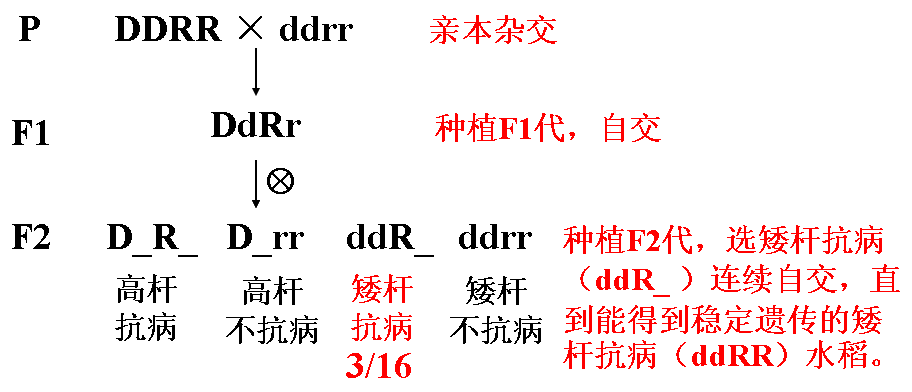 P DDRR × ddrr 亲本杂交
F1 DdRr 种植F1代，自交
⊗
F2 D_R_ D_rr ddR_ ddrr
高杆 高杆 矮杆 矮杆
抗病 不抗病 抗病 不抗病
3/16
种植F2代，选矮杆抗病
（ddR_ ）连续自交，直
到能得到稳定遗传的矮
杆抗病（ddRR）水稻。